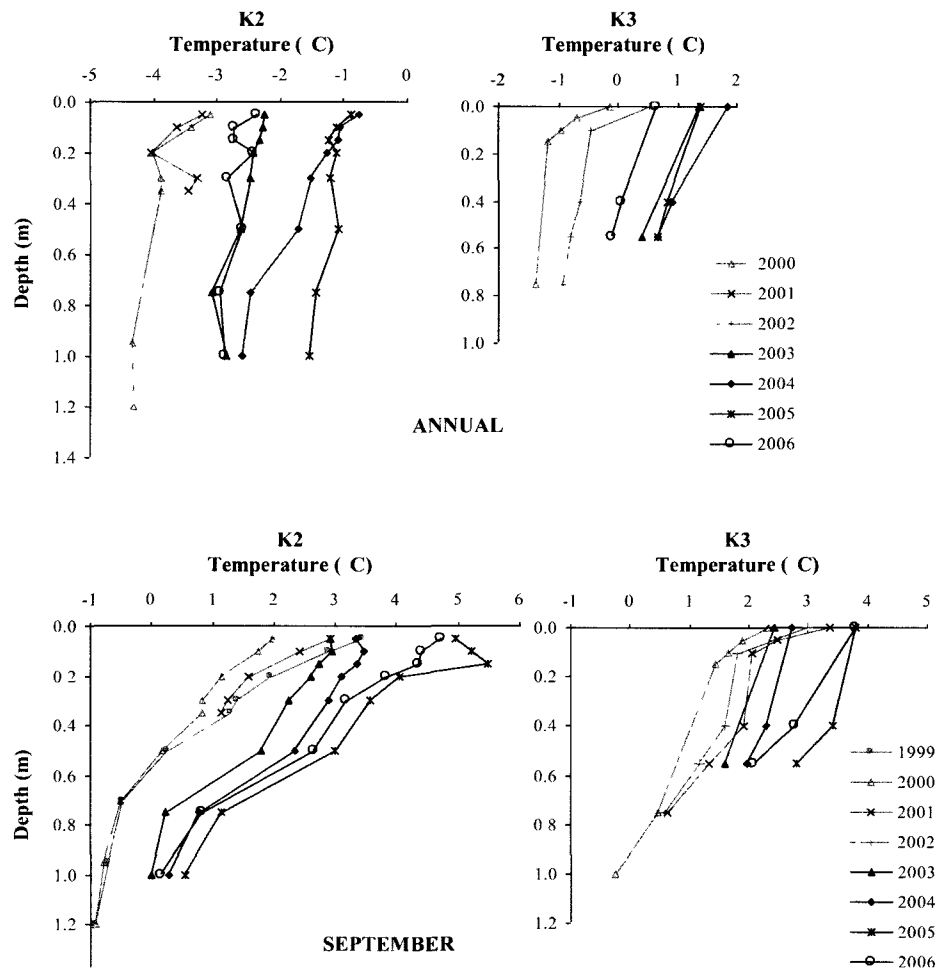 K2
Temperature ( C)
-5 -4 -3 -2 -1 0
0.0
0.2
0.4
0.6
0.8
1.0
1.2
1.4
Depth (m)
K3
Temperature ( C)
-2 -1 0 1 2
0.0
0.2
0.4
0.6
0.8
1.0
2000
2001
2002
2003
2004
2005
2006
ANNUAL
K2
Temperature ( C)
-1 0 1 2 3 4 5 6
0.0
0.2
0.4
0.6
0.8
1.0
1.2
Depth (m)
K3
Temperature ( C)
-1 0 1 2 3 4 5
0.0
0.2
0 4
0.6
0 8
1.0
1.2
1999
2000
2001
2002
2003
2004
2005
2006
SEPTEMBER